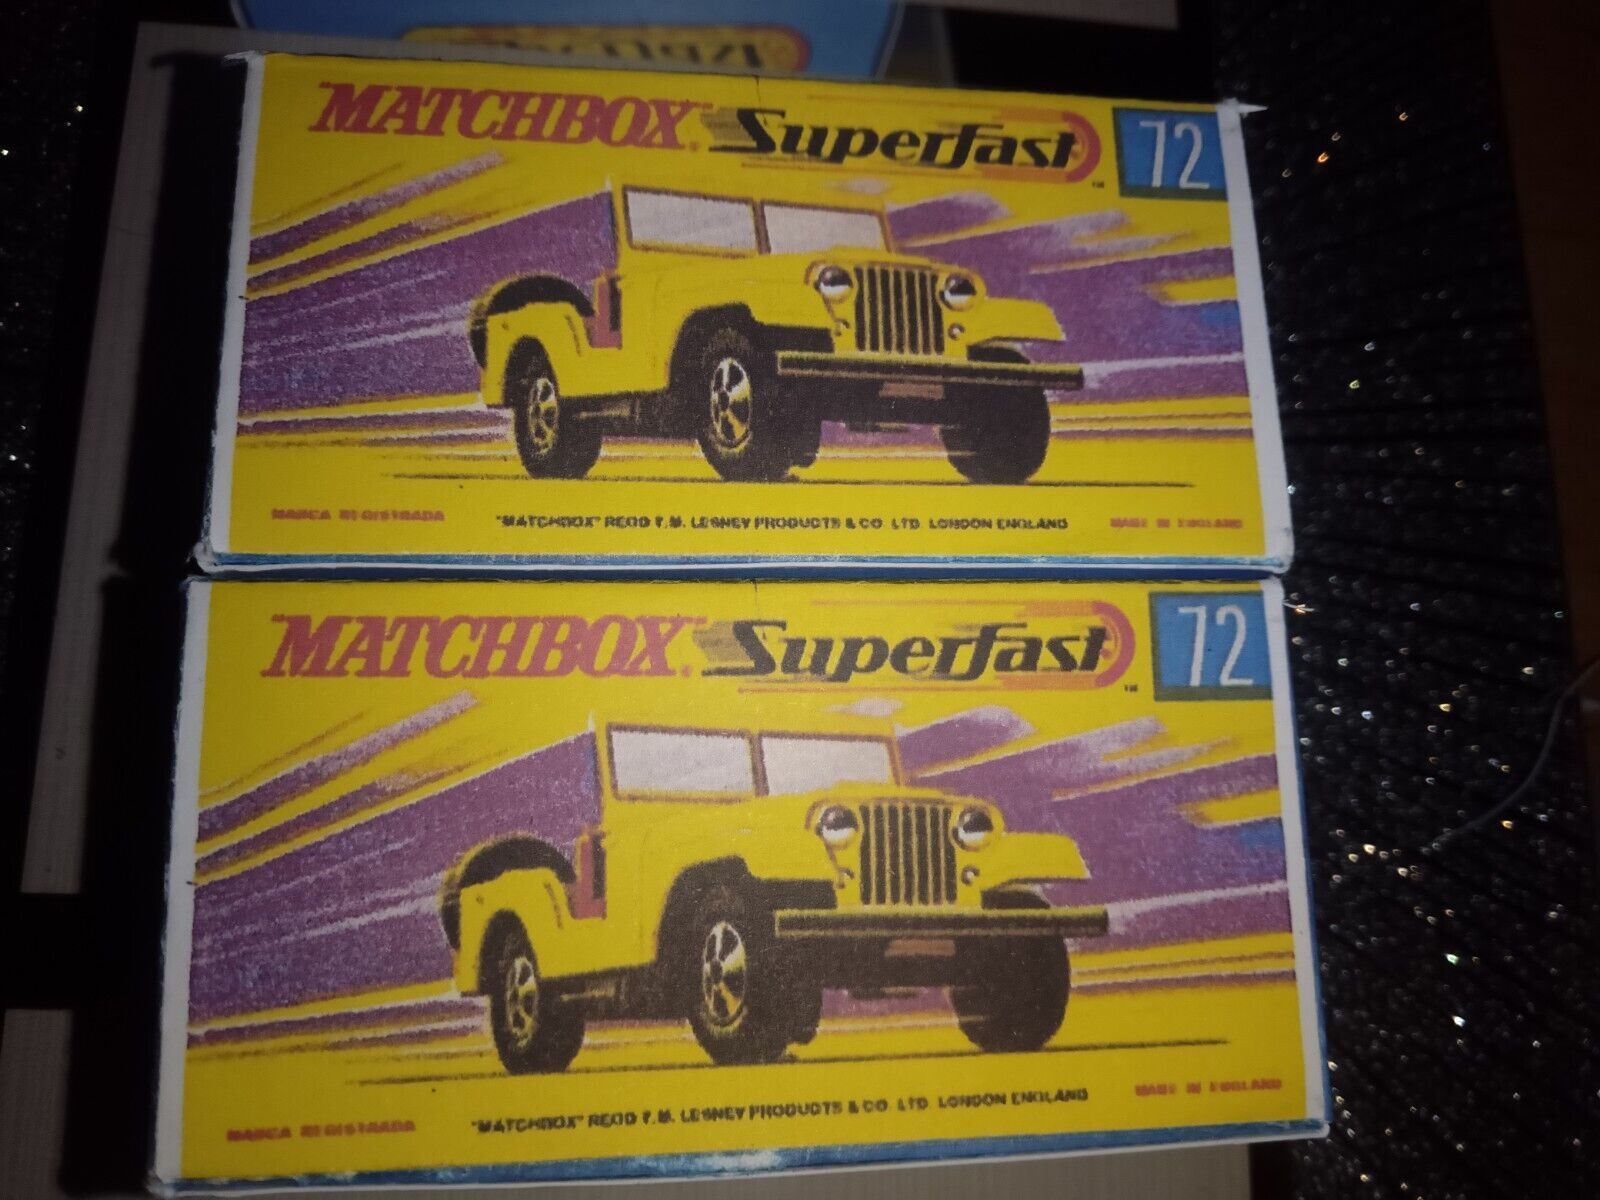 MATCHBOX. Superfast ™ 72
MARCA REGISTRADA "MATCHBOX" REGD T.M. LESNEY PRODUCTS & CO. LTD. LONDON ENGLAND MADE IN ENGLAND
MATCHBOX. Superfast ™ 72
MARCA REGISTRADA "MATCHBOX" REGD T.M. LESNEY PRODUCTS & CO. LTD. LONDON ENGLAND MADE IN ENGLAND